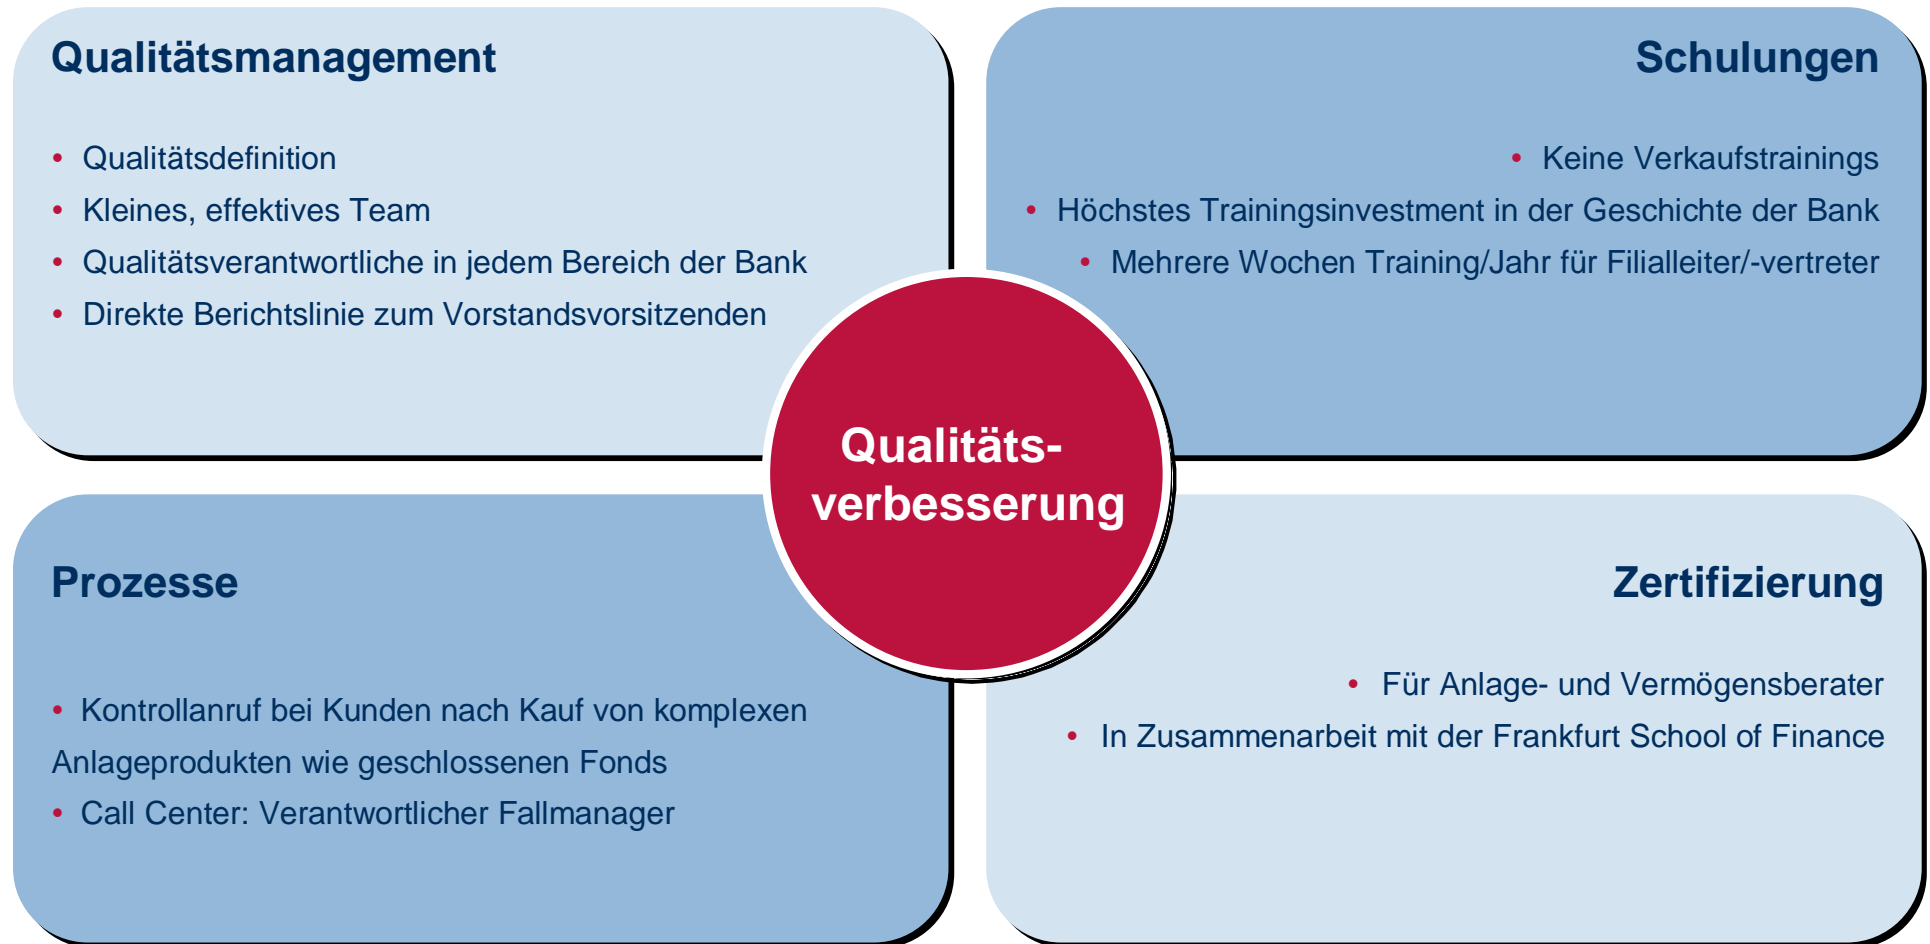 Qualitätsmanagement
• Qualitätsdefinition
• Kleines, effektives Team
• Qualitätsverantwortliche in jedem Bereich der Bank
• Direkte Berichtslinie zum Vorstandsvorsitzenden
Schulungen
• Keine Verkaufstrainings
• Höchstes Trainingsinvestment in der Geschichte der Bank
• Mehrere Wochen Training/Jahr für Filialleiter/-vertreter
Qualitäts-
verbesserung
Prozesse
• Kontrollanruf bei Kunden nach Kauf von komplexen
Anlageprodukten wie geschlossenen Fonds
• Call Center: Verantwortlicher Fallmanager
Zertifizierung
• Für Anlage- und Vermögensberater
• In Zusammenarbeit mit der Frankfurt School of Finance